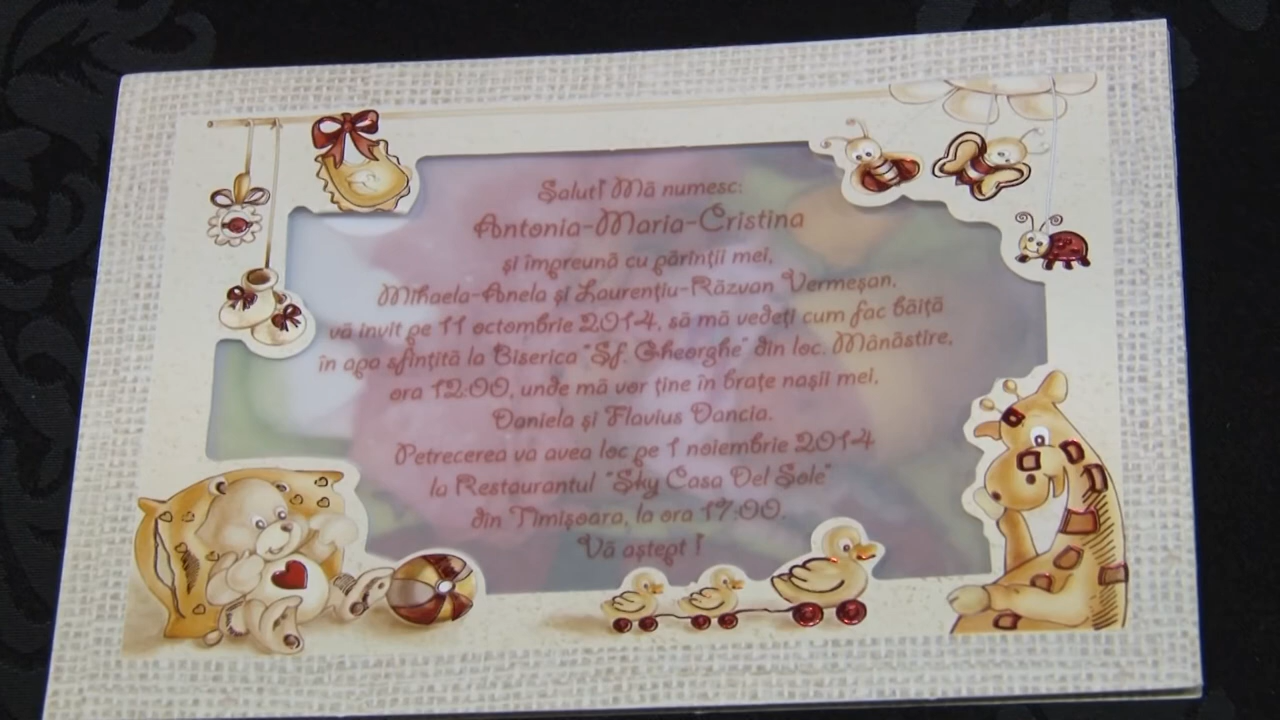 Salut! Mă numesc:
Antonia-Maria-Cristina
și împreună cu părinții mei,
Mihaela-Anela și Laurențiu-Răzvan Vermeșan,
vă invit pe 11 octombrie 2014, să mă vedeți cum fac băiță
în apa sfințită la Biserica "Sf. Gheorghe" din loc. Mănăstire,
ora 12:00, unde mă vor ține în brațe nașii mei,
Daniela și Flavius Dancia.
Petrecerea va avea loc pe 1 noiembrie 2014
la Restaurantul "Sky Casa Del Sole"
din Timișoara, la ora 17:00.
Vă aștept !